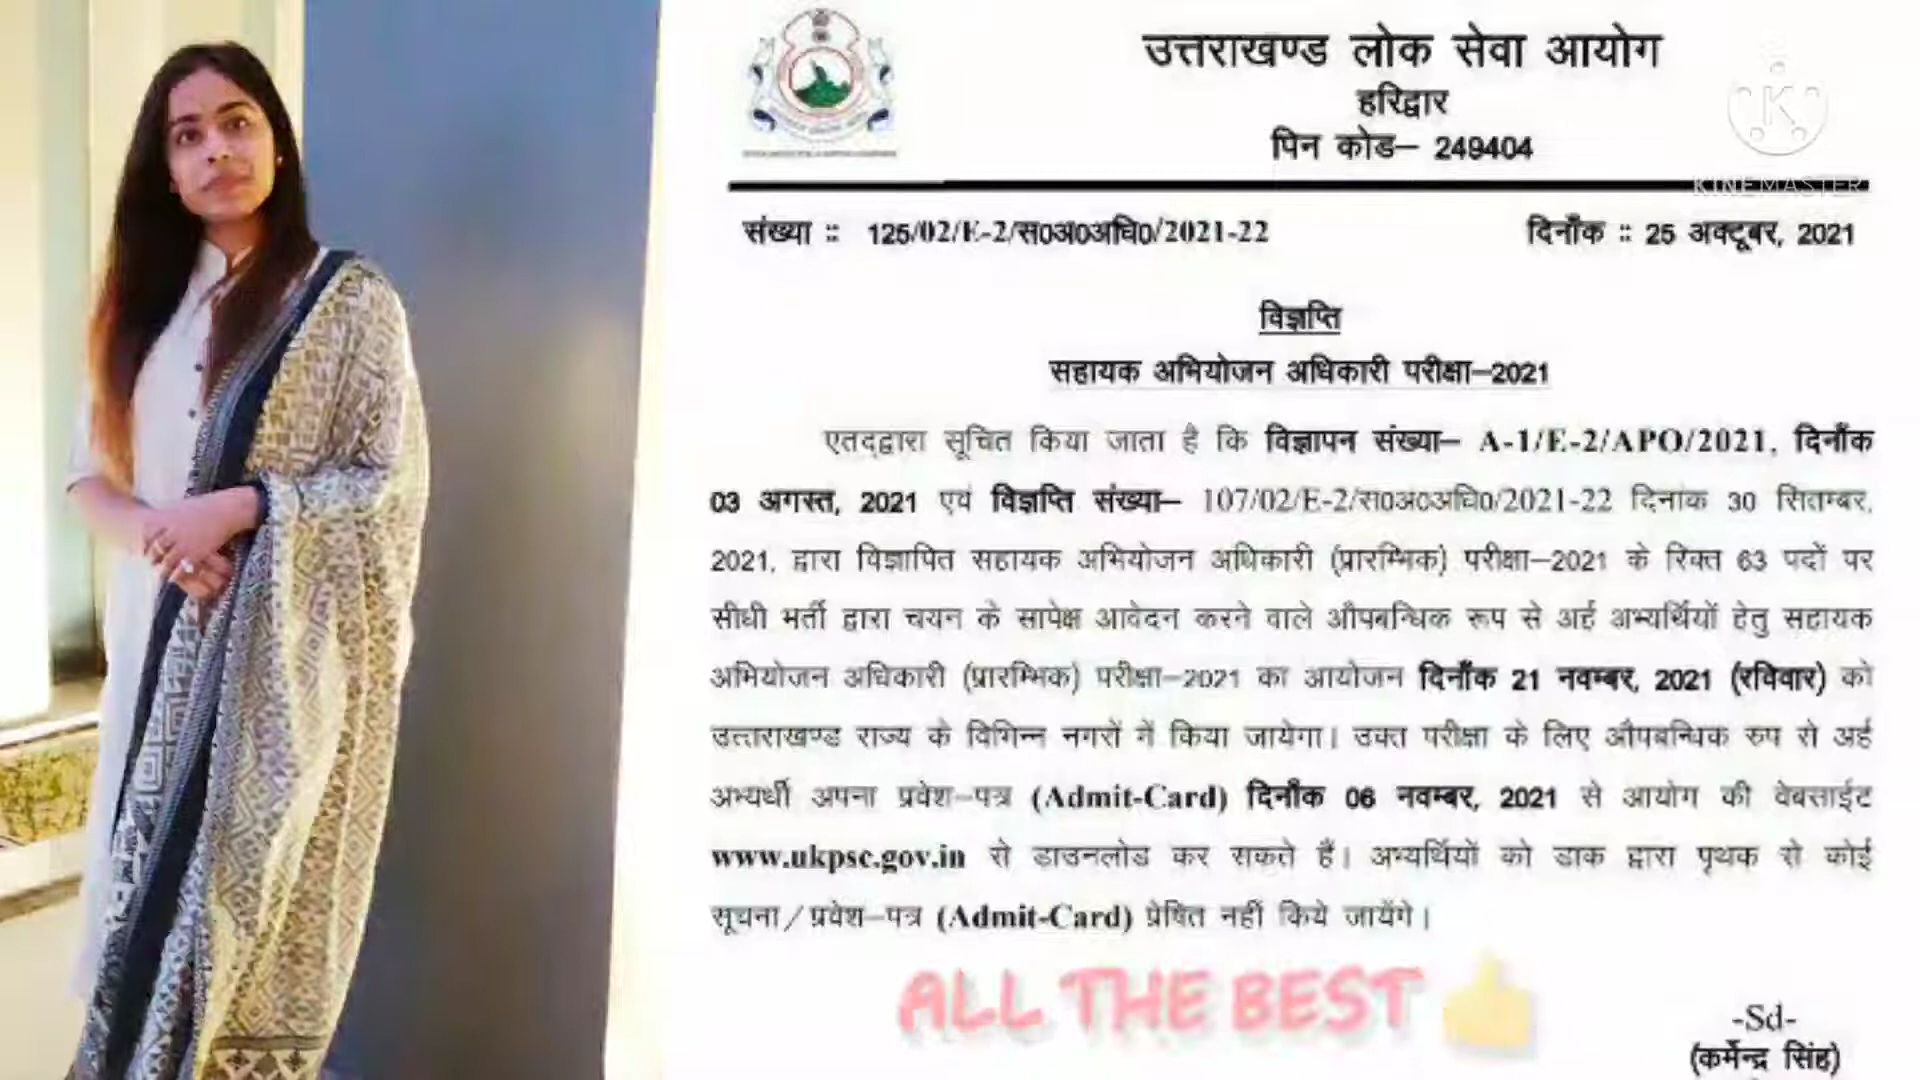 उत्तराखण्ड लोक सेवा आयोग
हरिद्वार
पिन कोड– 249404
KINEMASTER
संख्या :: 125/02/E-2/स0अ0अधि0/2021-22
दिनाँक :: 25 अक्टूबर, 2021
विज्ञप्ति
सहायक अभियोजन अधिकारी परीक्षा–2021
एतद्द्वारा सूचित किया जाता है कि विज्ञापन संख्या– A-1/E-2/APO/2021, दिनाँक
03 अगस्त, 2021 एवं विज्ञप्ति संख्या– 107/02/E-2/स0अ0अधि0/2021-22 दिनांक 30 सितम्बर,
2021, द्वारा विज्ञापित सहायक अभियोजन अधिकारी (प्रारम्भिक) परीक्षा–2021 के रिक्त 63 पदों पर
सीधी भर्ती द्वारा चयन के सापेक्ष आवेदन करने वाले औपबन्धिक रूप से अर्ह अभ्यर्थियों हेतु सहायक
अभियोजन अधिकारी (प्रारम्भिक) परीक्षा–2021 का आयोजन दिनाँक 21 नवम्बर, 2021 (रविवार) को
उत्तराखण्ड राज्य के विभिन्न नगरों में किया जायेगा। उक्त परीक्षा के लिए औपबन्धिक रुप से अर्ह
अभ्यर्थी अपना प्रवेश–पत्र (Admit-Card) दिनाँक 06 नवम्बर, 2021 से आयोग की वेबसाईट
www.ukpsc.gov.in से डाउनलोड कर सकते हैं। अभ्यर्थियों को डाक द्वारा पृथक से कोई
सूचना/प्रवेश–पत्र (Admit-Card) प्रेषित नहीं किये जायेंगे।
ALL THE BEST 👍
-Sd-
(कर्मेन्द्र सिंह)